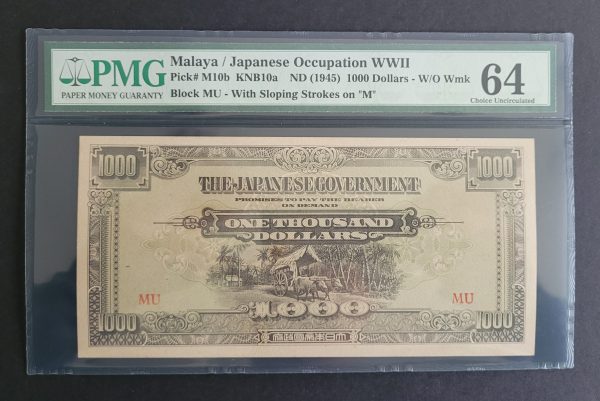 PMG
PAPER MONEY GUARANTY
Malaya / Japanese Occupation WWII
Pick# M10b KNB10a ND (1945) 1000 Dollars - W/O Wmk
Block MU - With Sloping Strokes on "M"
64
Choice Uncirculated
1000 1000
THE JAPANESE GOVERNMENT
PROMISES TO PAY THE BEARER
ON DEMAND
ONE THOUSAND
DOLLARS
MU MU
1000
1000 1000